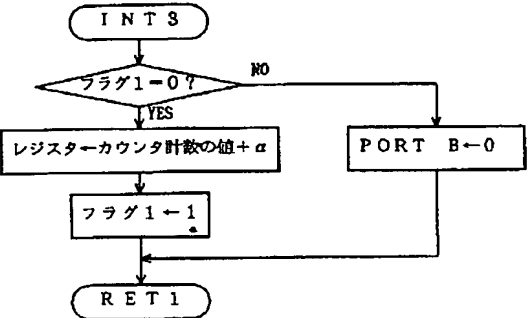 INT3
フラグ1=0?
NO
YES
レジスター←カウンタ計数の値+α
PORT B←0
フラグ1←1
RET1